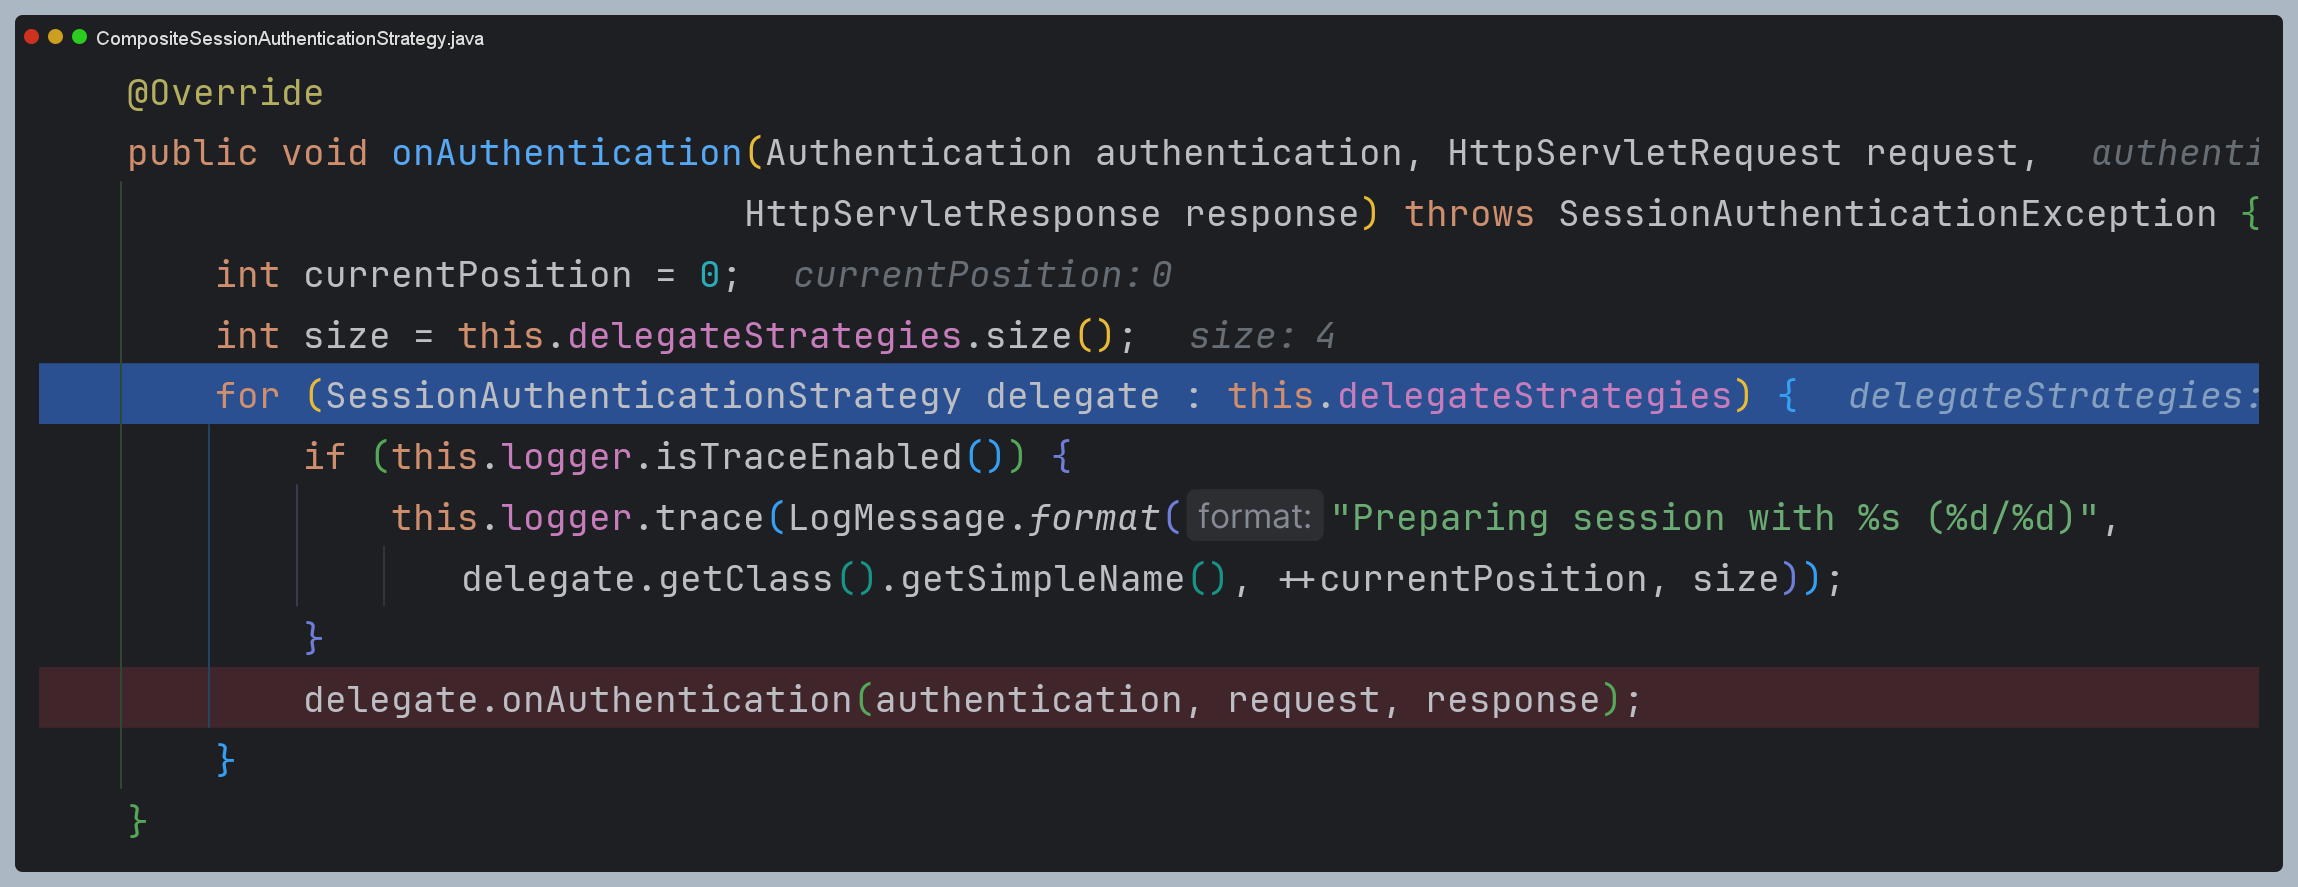 CompositeSessionAuthenticationStrategy.java
@Override
public void onAuthentication(Authentication authentication, HttpServletRequest request,
HttpServletResponse response) throws SessionAuthenticationException {
int currentPosition = 0; currentPosition: 0
int size = this.delegateStrategies.size(); size: 4
for (SessionAuthenticationStrategy delegate : this.delegateStrategies) { delegateStrategies:
if (this.logger.isTraceEnabled()) {
this.logger.trace(LogMessage.format( format: "Preparing session with %s (%d/%d)",
delegate.getClass().getSimpleName(), ++currentPosition, size));
}
delegate.onAuthentication(authentication, request, response);
}
}